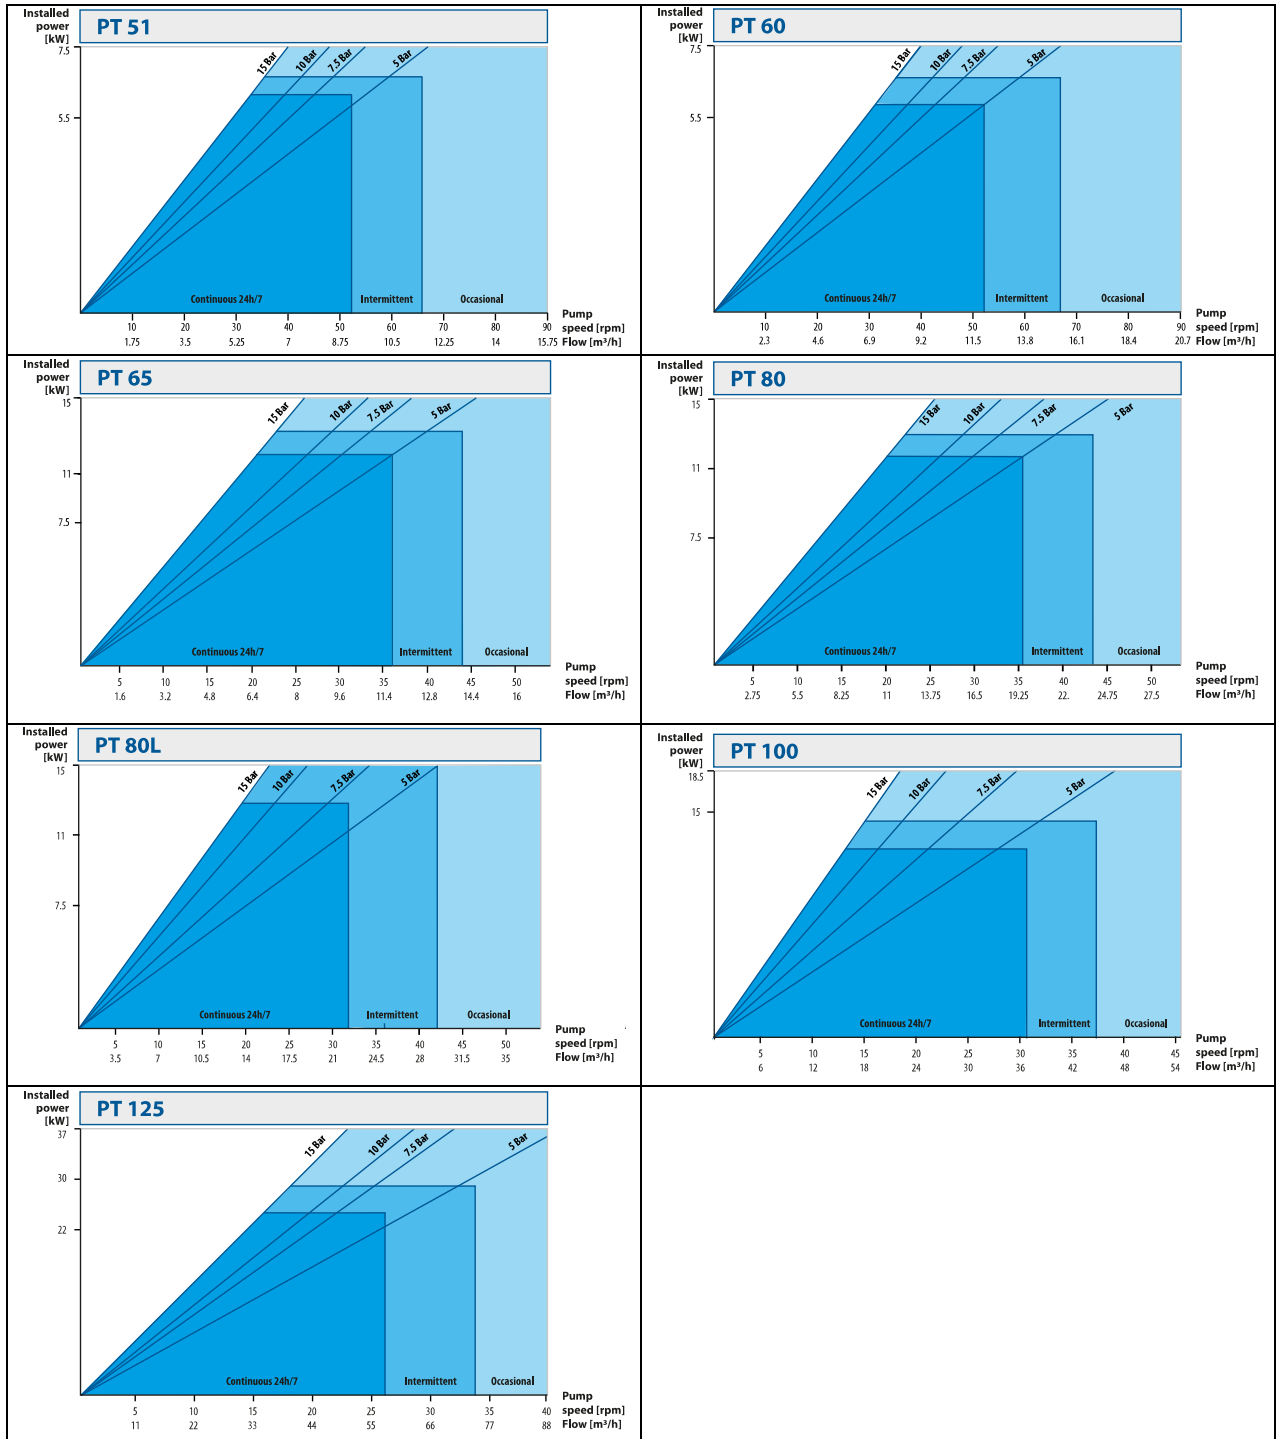 Installed
power
[kW]
PT 51
7.5
5.5
15 Bar
10 Bar
7.5 Bar
5 Bar
Continuous 24h/7
Intermittent
Occasional
Pump
10 20 30 40 50 60 70 80 90 speed [rpm]
1.75 3.5 5.25 7 8.75 10.5 12.25 14 15.75 Flow [m³/h]
Installed
power
[kW]
PT 60
7.5
5.5
15 Bar
10 Bar
7.5 Bar
5 Bar
Continuous 24h/7
Intermittent
Occasional
Pump
10 20 30 40 50 60 70 80 90 speed [rpm]
2.3 4.6 6.9 9.2 11.5 13.8 16.1 18.4 20.7 Flow [m³/h]
Installed
power
[kW]
PT 65
15
11
7.5
15 Bar
10 Bar
7.5 Bar
5 Bar
Continuous 24h/7
Intermittent
Occasional
Pump
5 10 15 20 25 30 35 40 45 50 speed [rpm]
1.6 3.2 4.8 6.4 8 9.6 11.4 12.8 14.4 16 Flow [m³/h]
Installed
power
[kW]
PT 80
15
11
7.5
15 Bar
10 Bar
7.5 Bar
5 Bar
Continuous 24h/7
Intermittent
Occasional
Pump
5 10 15 20 25 30 35 40 45 50 speed [rpm]
2.75 5.5 8.25 11 13.75 16.5 19.25 22. 24.75 27.5 Flow [m³/h]
Installed
power
[kW]
PT 80L
15
11
7.5
15 Bar
10 Bar
7.5 Bar
5 Bar
Continuous 24h/7
Intermittent
Occasional
Pump
5 10 15 20 25 30 35 40 45 50 speed [rpm]
3.5 7 10.5 14 17.5 21 24.5 28 31.5 35 Flow [m³/h]
Installed
power
[kW]
PT 100
18.5
15
15 Bar
10 Bar
7.5 Bar
5 Bar
Continuous 24h/7
Intermittent
Occasional
Pump
5 10 15 20 25 30 35 40 45 speed [rpm]
6 12 18 24 30 36 42 48 54 Flow [m³/h]
Installed
power
[kW]
PT 125
37
30
22
15 Bar
10 Bar
7.5 Bar
5 Bar
Continuous 24h/7
Intermittent
Occasional
Pump
5 10 15 20 25 30 35 40 speed [rpm]
11 22 33 44 55 66 77 88 Flow [m³/h]